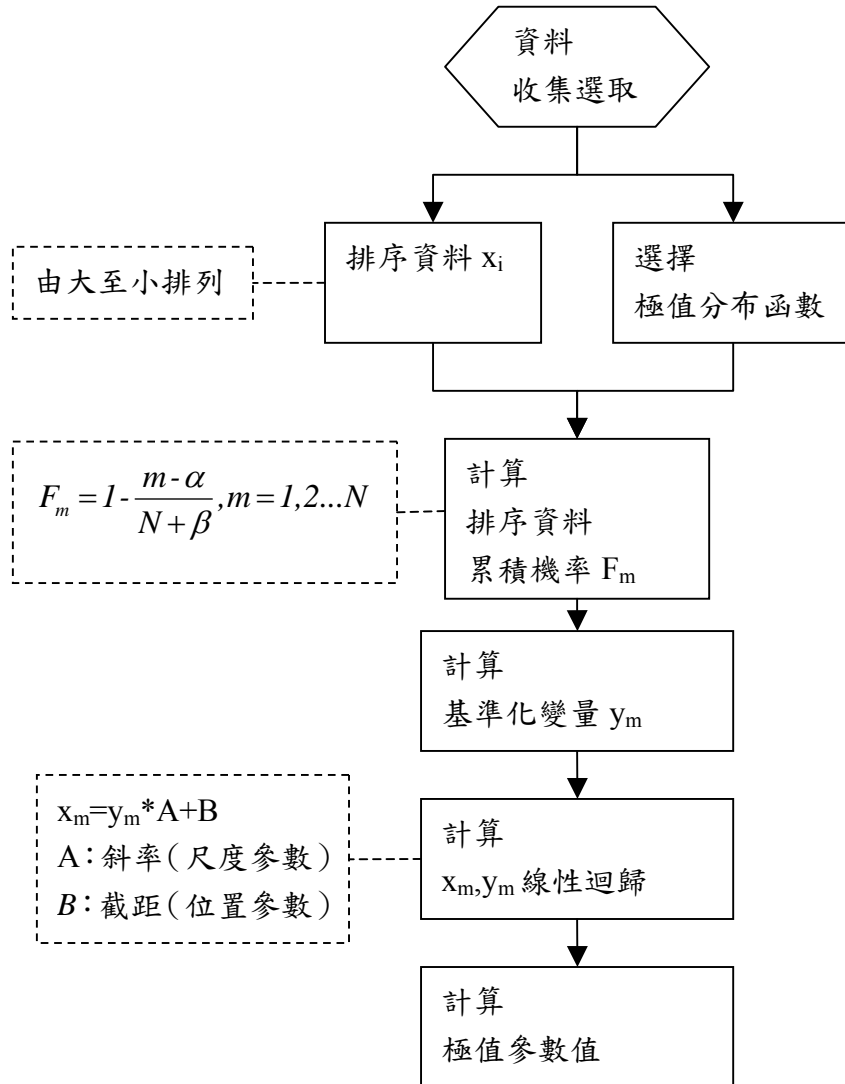 資料
收集選取
由大至小排列
排序資料 xi
選擇
極值分布函數
Fm = 1 - (m - α)/(N + β), m = 1,2...N
計算
排序資料
累積機率 Fm
計算
基準化變量 ym
xm=ym*A+B
A:斜率(尺度參數)
B:截距(位置參數)
計算
xm,ym 線性迴歸
計算
極值參數值